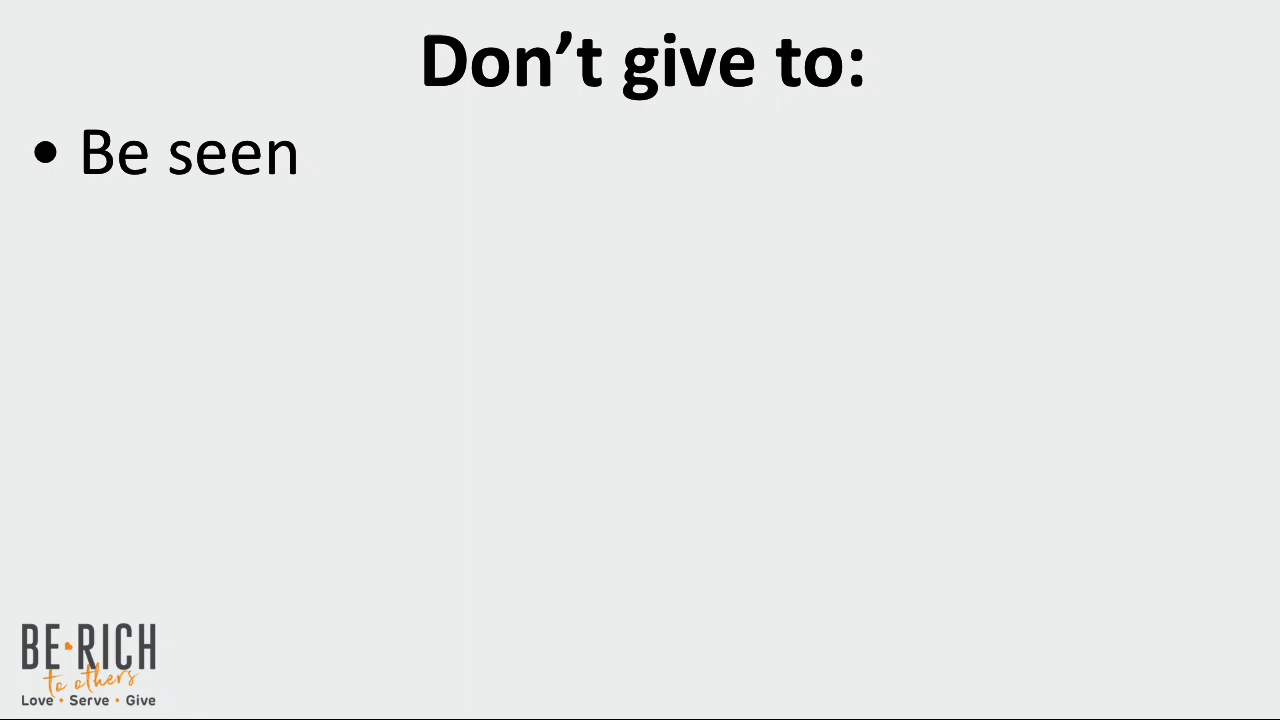 Don’t give to:
• Be seen
BE•RICH
to others
Love • Serve • Give